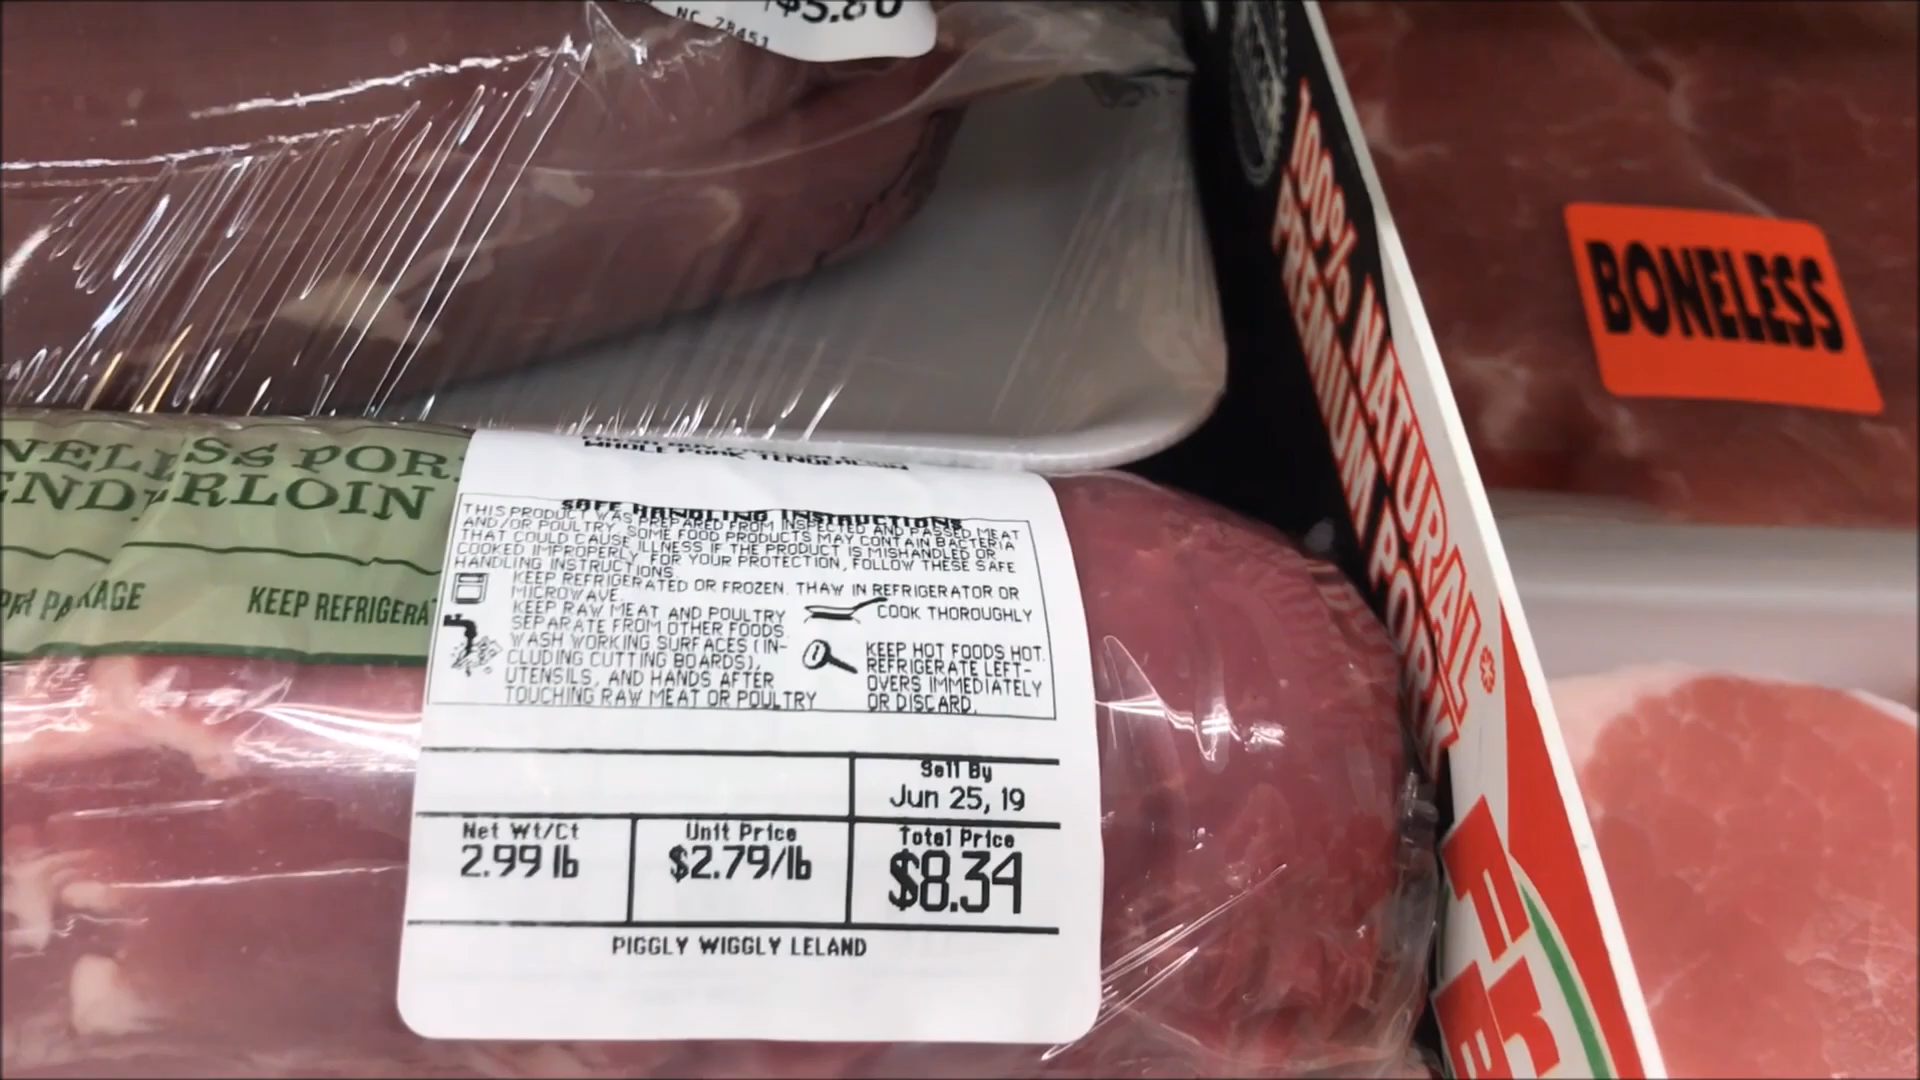 $5.80
NC 28451
BONELESS
100% NATURAL*
PREMIUM PORK
WHOLE PORK TENDERLOIN
SAFE HANDLING INSTRUCTIONS
THIS PRODUCT WAS PREPARED FROM INSPECTED AND PASSED MEAT
AND/OR POULTRY. SOME FOOD PRODUCTS MAY CONTAIN BACTERIA
THAT COULD CAUSE ILLNESS IF THE PRODUCT IS MISHANDLED OR
COOKED IMPROPERLY. FOR YOUR PROTECTION, FOLLOW THESE SAFE
HANDLING INSTRUCTIONS.
KEEP REFRIGERATED OR FROZEN. THAW IN REFRIGERATOR OR
MICROWAVE.
KEEP RAW MEAT AND POULTRY
SEPARATE FROM OTHER FOODS.
WASH WORKING SURFACES (IN-
CLUDING CUTTING BOARDS),
UTENSILS, AND HANDS AFTER
TOUCHING RAW MEAT OR POULTRY
COOK THOROUGHLY
KEEP HOT FOODS HOT.
REFRIGERATE LEFT-
OVERS IMMEDIATELY
OR DISCARD.
NELESS POR
ENDERLOIN
PER PACKAGE
KEEP REFRIGERA
Sell By
Jun 25, 19
Net Wt/Ct
2.99 lb
Unit Price
$2.79/lb
Total Price
$8.34
PIGGLY WIGGLY LELAND